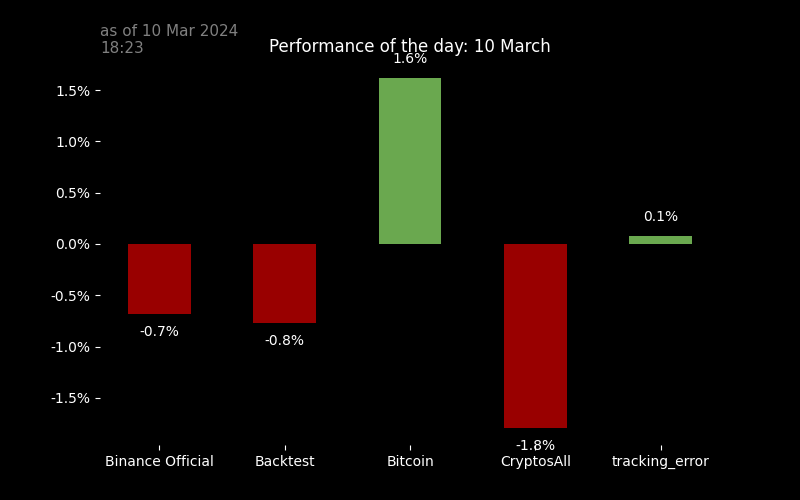 as of 10 Mar 2024
18:23
Performance of the day: 10 March
1.6%
1.5%
1.0%
0.5%
0.1%
0.0%
-0.5%
-0.7%
-0.8%
-1.0%
-1.5%
-1.8%
Binance Official
Backtest
Bitcoin
CryptosAll
tracking_error